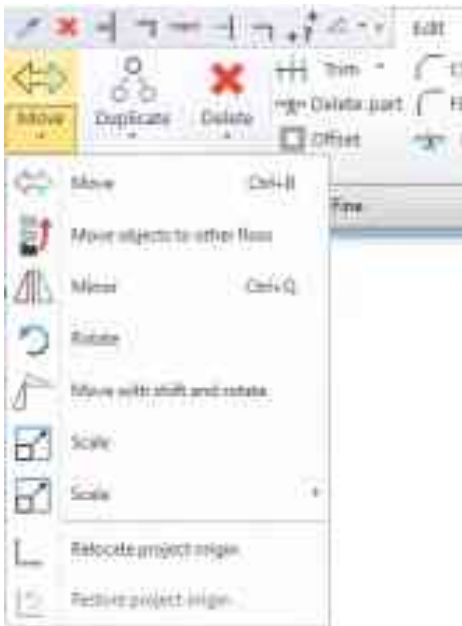 Edit
Trim
Move Duplicate Delete
Delete part
Offset
Fine
Move Ctrl+B
Move objects to other floor
Mirror Ctrl+Q
Rotate
Move with shift and rotate
Scale
Scale
Relocate project origin
Restore project origin